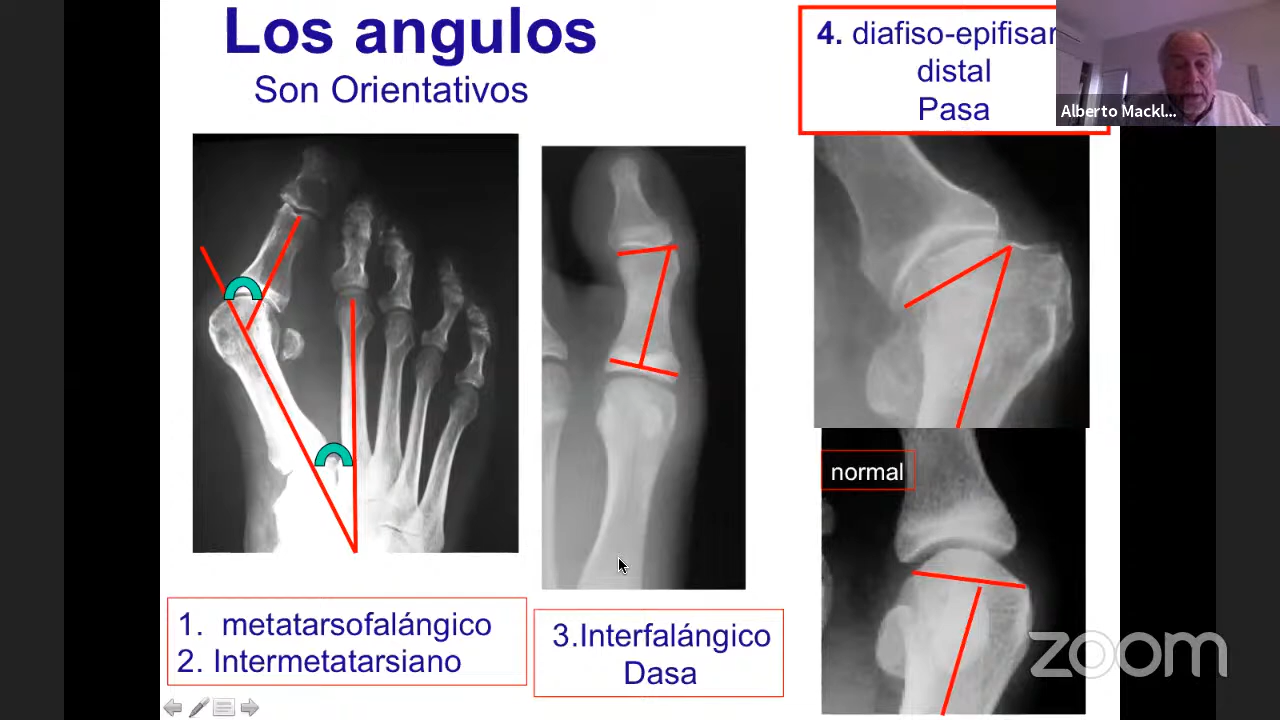 Los angulos
Son Orientativos
4. diafiso-epifisar
distal
Pasa
Alberto Mackl...
normal
1. metatarsofalángico
2. Intermetatarsiano
3.Interfalángico
Dasa
zoom